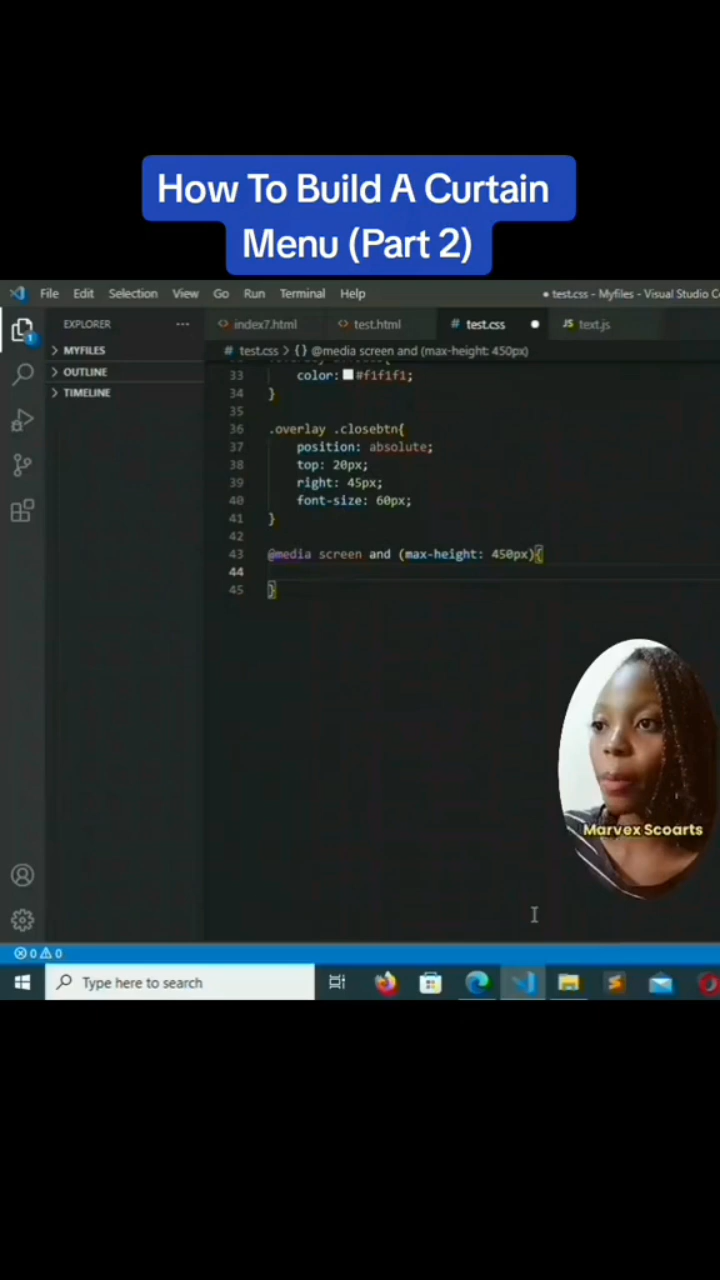 How To Build A Curtain
Menu (Part 2)
File Edit Selection View Go Run Terminal Help
● test.css - Myfiles - Visual Studio
EXPLORER ···
index7.html
test.html
# test.css ●
JS text.js
# test.css > {} @media screen and (max-height: 450px)
MYFILES
OUTLINE
TIMELINE
33 color: #f1f1f1;
34 }
35
36 .overlay .closebtn{
37 position: absolute;
38 top: 20px;
39 right: 45px;
40 font-size: 60px;
41 }
42
43 @media screen and (max-height: 450px){
44
45 }
1
Marvex Scoarts
0 0
Type here to search